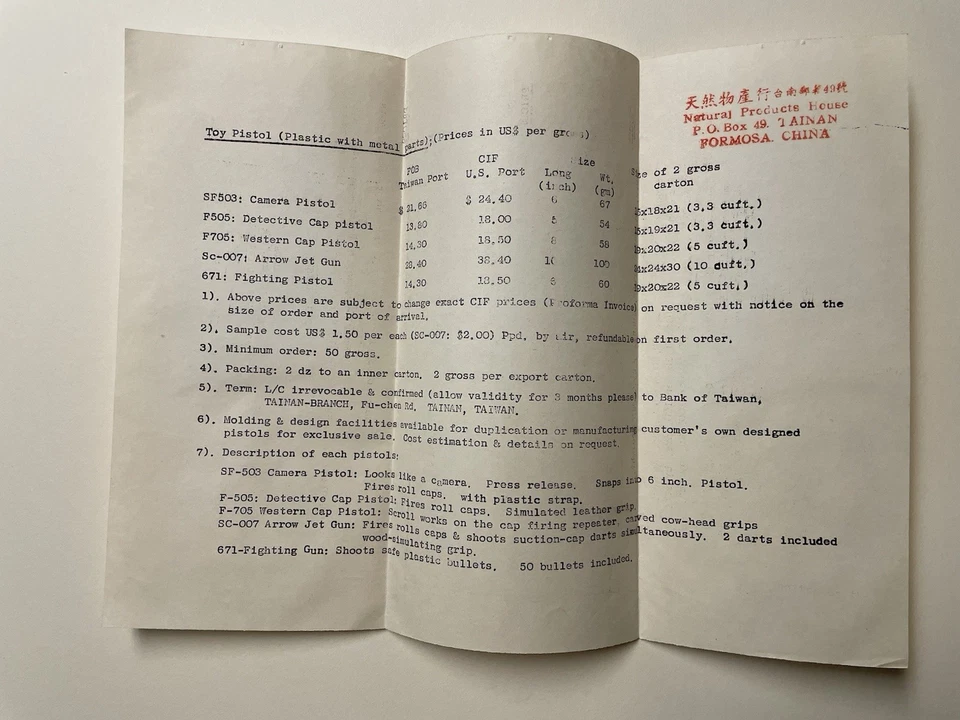 天然物產行台南郵箱49號
Natural Products House
P.O. Box 49. TAINAN
FORMOSA. CHINA
Toy Pistol (Plastic with metal parts);(Prices in US$ per gross)
FOB Taiwan Port CIF U.S. Port Size Long (inch) Wt. (gm) Size of 2 gross carton
SF503: Camera Pistol $ 21.66 $ 24.40 6 67 x18x21 (3.3 cuft.)
F505: Detective Cap pistol 13.80 18.00 54 x19x21 (3.3 cuft.)
F705: Western Cap Pistol 14.30 18.50 8 58 x20x22 (5 cuft.)
Sc-007: Arrow Jet Gun 28.40 38.40 100 x24x30 (10 cuft.)
671: Fighting Pistol 14.30 18.50 60 x20x22 (5 cuft.)
1). Above prices are subject to change exact CIF prices (Proforma Invoice) on request with notice on the
size of order and port of arrival.
2). Sample cost US$ 1.50 per each (SC-007: $2.00) Ppd. by air, refundable on first order.
3). Minimum order: 50 gross.
4). Packing: 2 dz to an inner carton. 2 gross per export carton.
5). Term: L/C irrevocable & confirmed (allow validity for 3 months please) to Bank of Taiwan,
TAINAN-BRANCH, Fu-chen Rd. TAINAN, TAIWAN.
6). Molding & design facilities available for duplication or manufacturing customer's own designed
pistols for exclusive sale. Cost estimation & details on request.
7). Description of each pistols:
SF-503 Camera Pistol: Looks like a camera. Press release. Snaps into 6 inch. Pistol.
Fires roll caps. with plastic strap.
F-505: Detective Cap Pistol: Fires roll caps. Simulated leather grip.
F-705 Western Cap Pistol: Scroll works on the cap firing repeater, carved cow-head grips
SC-007 Arrow Jet Gun: Fires rolls caps & shoots suction-cap darts simultaneously. 2 darts included
wood-simulating grip.
671-Fighting Gun: Shoots safe plastic bullets. 50 bullets included.